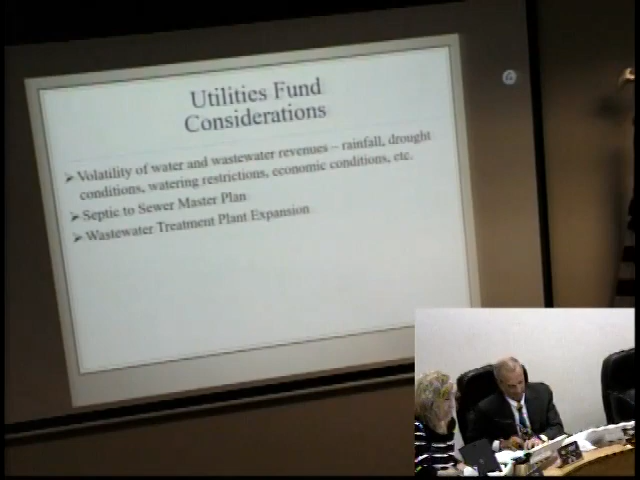 Utilities Fund
Considerations
➢ Volatility of water and wastewater revenues – rainfall, drought
conditions, watering restrictions, economic conditions, etc.
➢ Septic to Sewer Master Plan
➢ Wastewater Treatment Plant Expansion